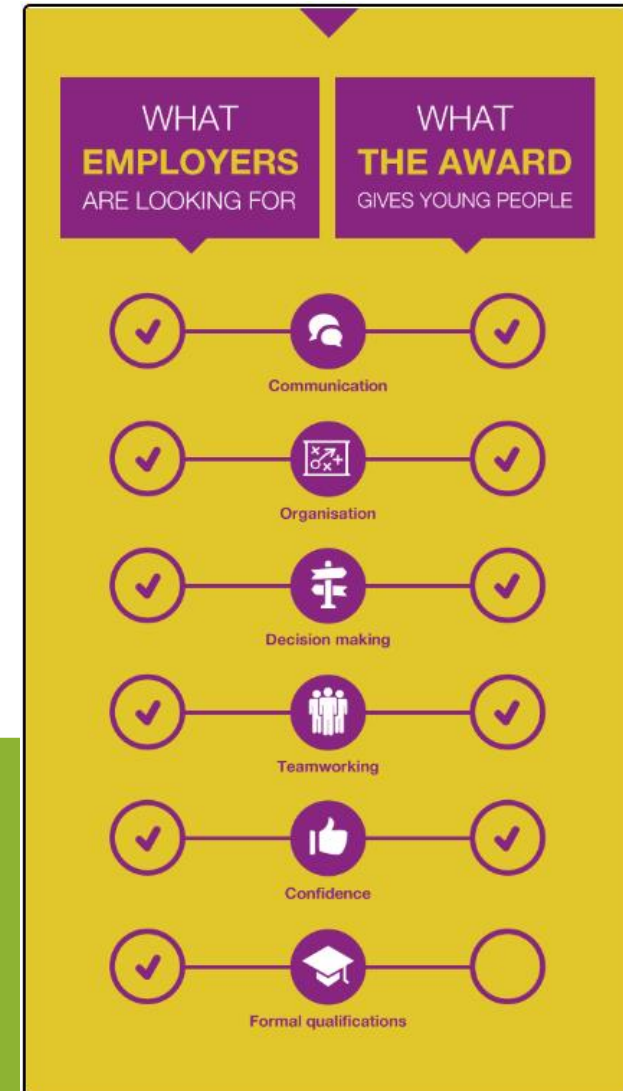 WHAT
EMPLOYERS
ARE LOOKING FOR
WHAT
THE AWARD
GIVES YOUNG PEOPLE
Communication
Organisation
Decision making
Teamworking
Confidence
Formal qualifications